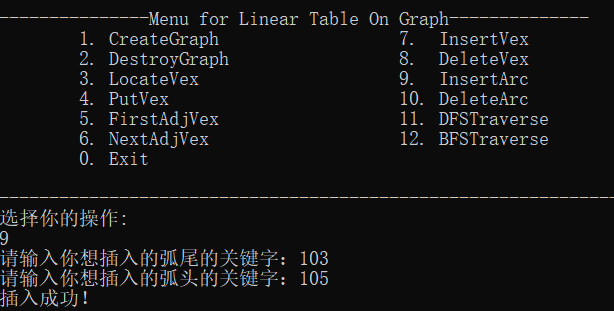 ---------------Menu for Linear Table On Graph--------------
1. CreateGraph 7. InsertVex
2. DestroyGraph 8. DeleteVex
3. LocateVex 9. InsertArc
4. PutVex 10. DeleteArc
5. FirstAdjVex 11. DFSTraverse
6. NextAdjVex 12. BFSTraverse
0. Exit
--------------------------------------------------------------
选择你的操作:
9
请输入你想插入的弧尾的关键字：103
请输入你想插入的弧头的关键字：105
插入成功！